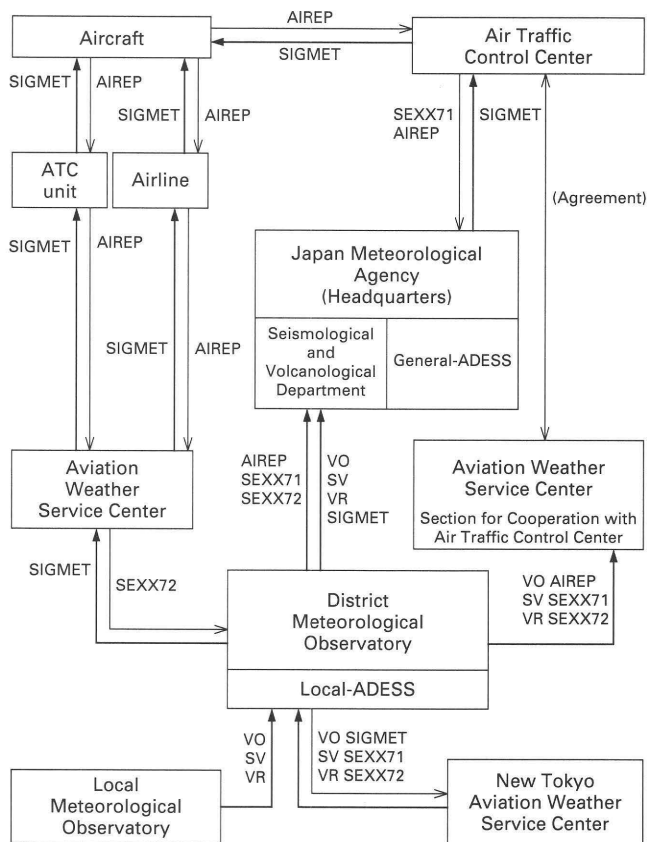 AIREP
Aircraft
Air Traffic
Control Center
SIGMET
SIGMET
AIREP
SIGMET
AIREP
SEXX71
AIREP
SIGMET
ATC
unit
Airline
(Agreement)
SIGMET
AIREP
Japan Meteorological
Agency
(Headquarters)
SIGMET
AIREP
Seismological
and
Volcanological
Department
General-ADESS
Aviation
Weather
Service Center
AIREP
SEXX71
SEXX72
VO
SV
VR
SIGMET
Aviation Weather
Service Center
Section for Cooperation with
Air Traffic Control Center
SIGMET
SEXX72
District
Meteorological
Observatory
VO AIREP
SV SEXX71
VR SEXX72
Local-ADESS
VO
SV
VR
VO SIGMET
SV SEXX71
VR SEXX72
Local
Meteorological
Observatory
New Tokyo
Aviation Weather
Service Center